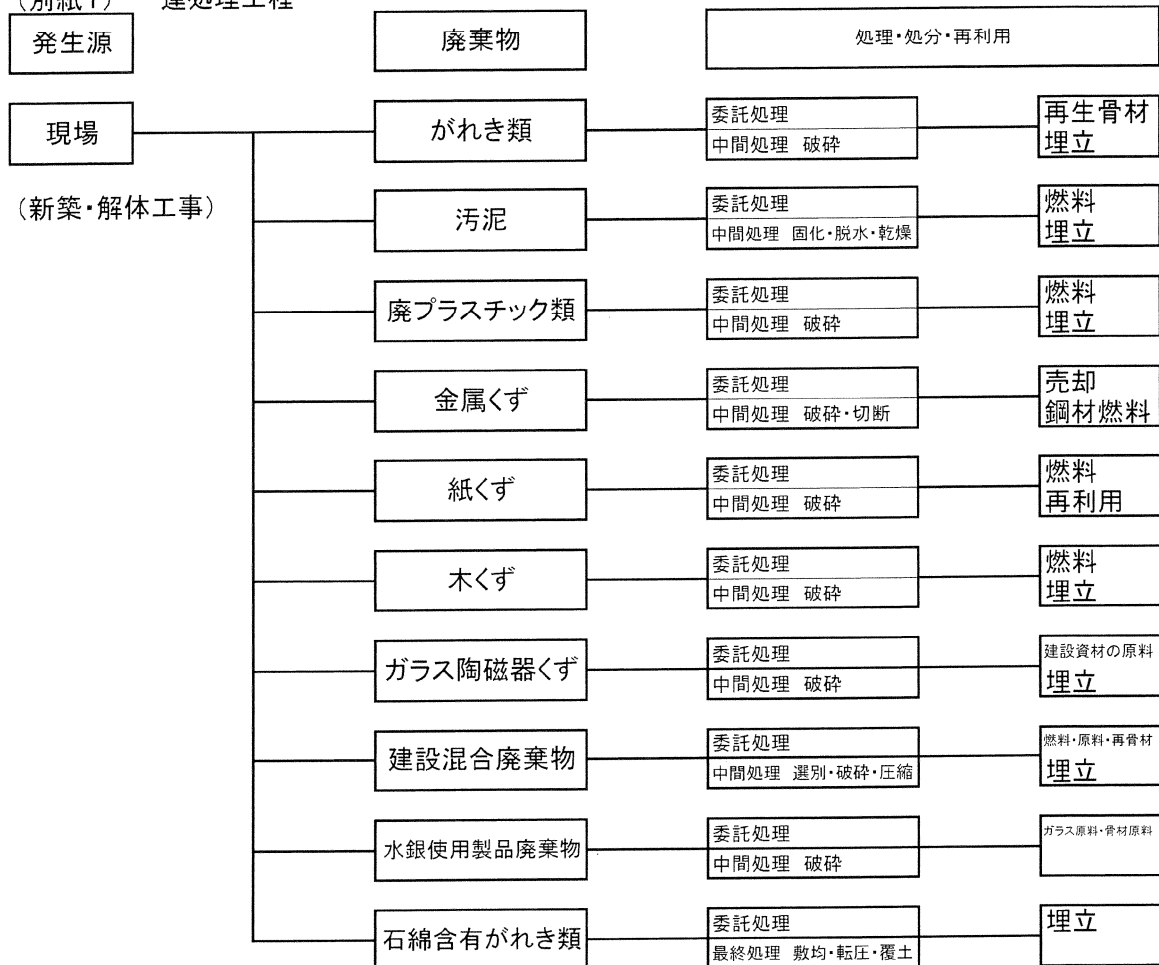 (別紙1) 一連処理工程
発生源 廃棄物 処理・処分・再利用
現場
(新築・解体工事)
がれき類
委託処理
中間処理 破砕
再生骨材
埋立
汚泥
委託処理
中間処理 固化・脱水・乾燥
燃料
埋立
廃プラスチック類
委託処理
中間処理 破砕
燃料
埋立
金属くず
委託処理
中間処理 破砕・切断
売却
鋼材燃料
紙くず
委託処理
中間処理 破砕
燃料
再利用
木くず
委託処理
中間処理 破砕
燃料
埋立
ガラス陶磁器くず
委託処理
中間処理 破砕
建設資材の原料
埋立
建設混合廃棄物
委託処理
中間処理 選別・破砕・圧縮
燃料・原料・再骨材
埋立
水銀使用製品廃棄物
委託処理
中間処理 破砕
ガラス原料・骨材原料
石綿含有がれき類
委託処理
最終処理 敷均・転圧・覆土
埋立